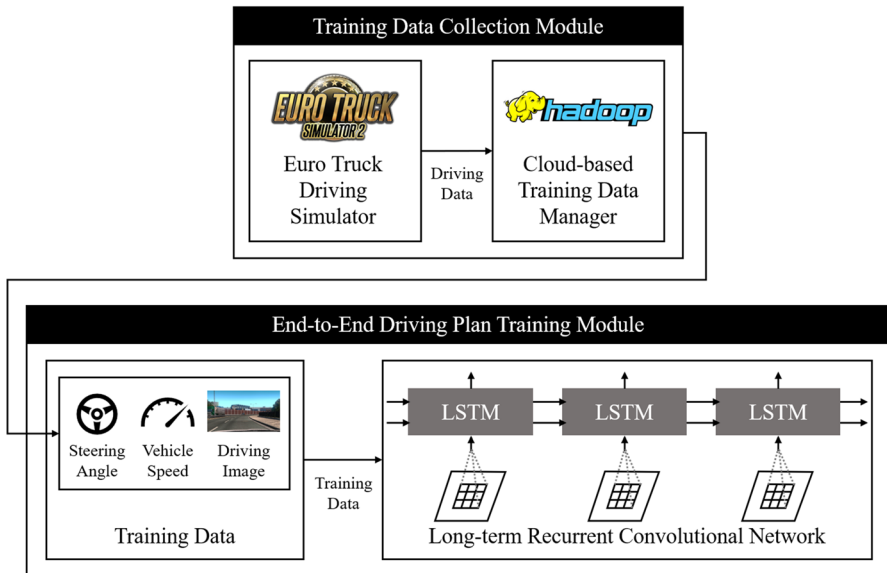 Training Data Collection Module
EURO TRUCK
SIMULATOR 2
Euro Truck
Driving
Simulator
Driving
Data
hadoop
Cloud-based
Training Data
Manager
End-to-End Driving Plan Training Module
Steering
Angle
Vehicle
Speed
Driving
Image
Training Data
Training
Data
LSTM
LSTM
LSTM
Long-term Recurrent Convolutional Network